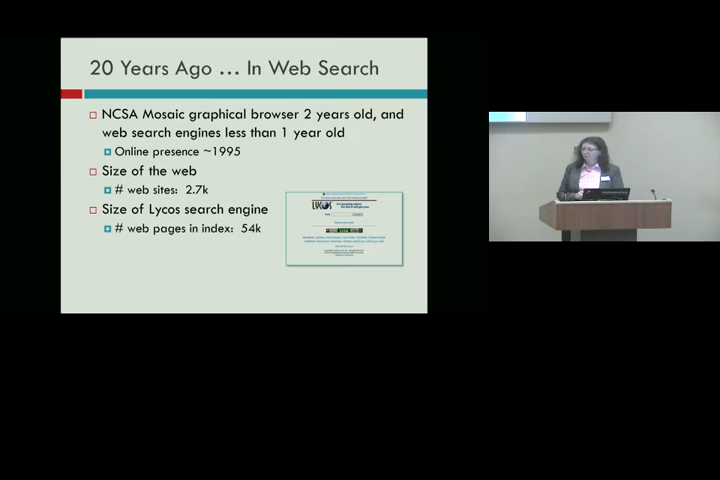 20 Years Ago … In Web Search
NCSA Mosaic graphical browser 2 years old, and
web search engines less than 1 year old
Online presence ~1995
Size of the web
# web sites: 2.7k
Size of Lycos search engine
# web pages in index: 54k
LYCOS